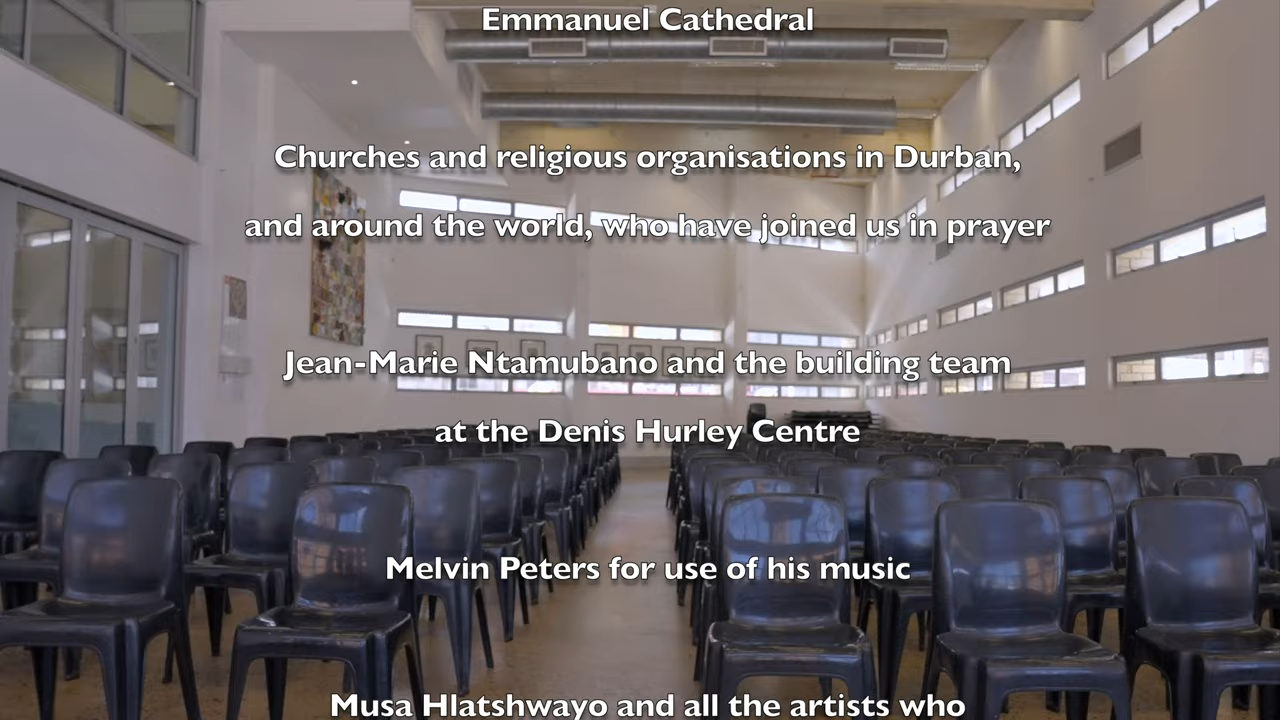 Emmanuel Cathedral
Churches and religious organisations in Durban,
and around the world, who have joined us in prayer
Jean-Marie Ntamubano and the building team
at the Denis Hurley Centre
Melvin Peters for use of his music
Musa Hlatshwayo and all the artists who